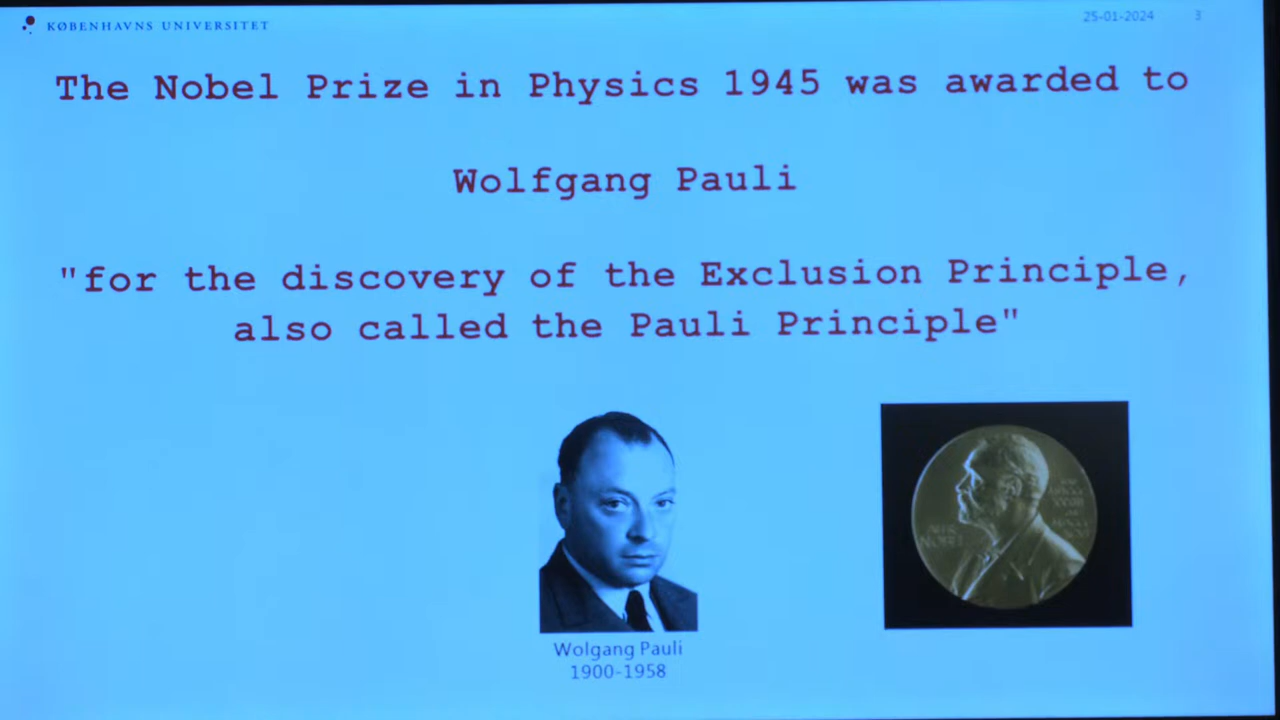 KØBENHAVNS UNIVERSITET
25-01-2024 3
The Nobel Prize in Physics 1945 was awarded to
Wolfgang Pauli
"for the discovery of the Exclusion Principle,
also called the Pauli Principle"
Wolgang Pauli
1900-1958